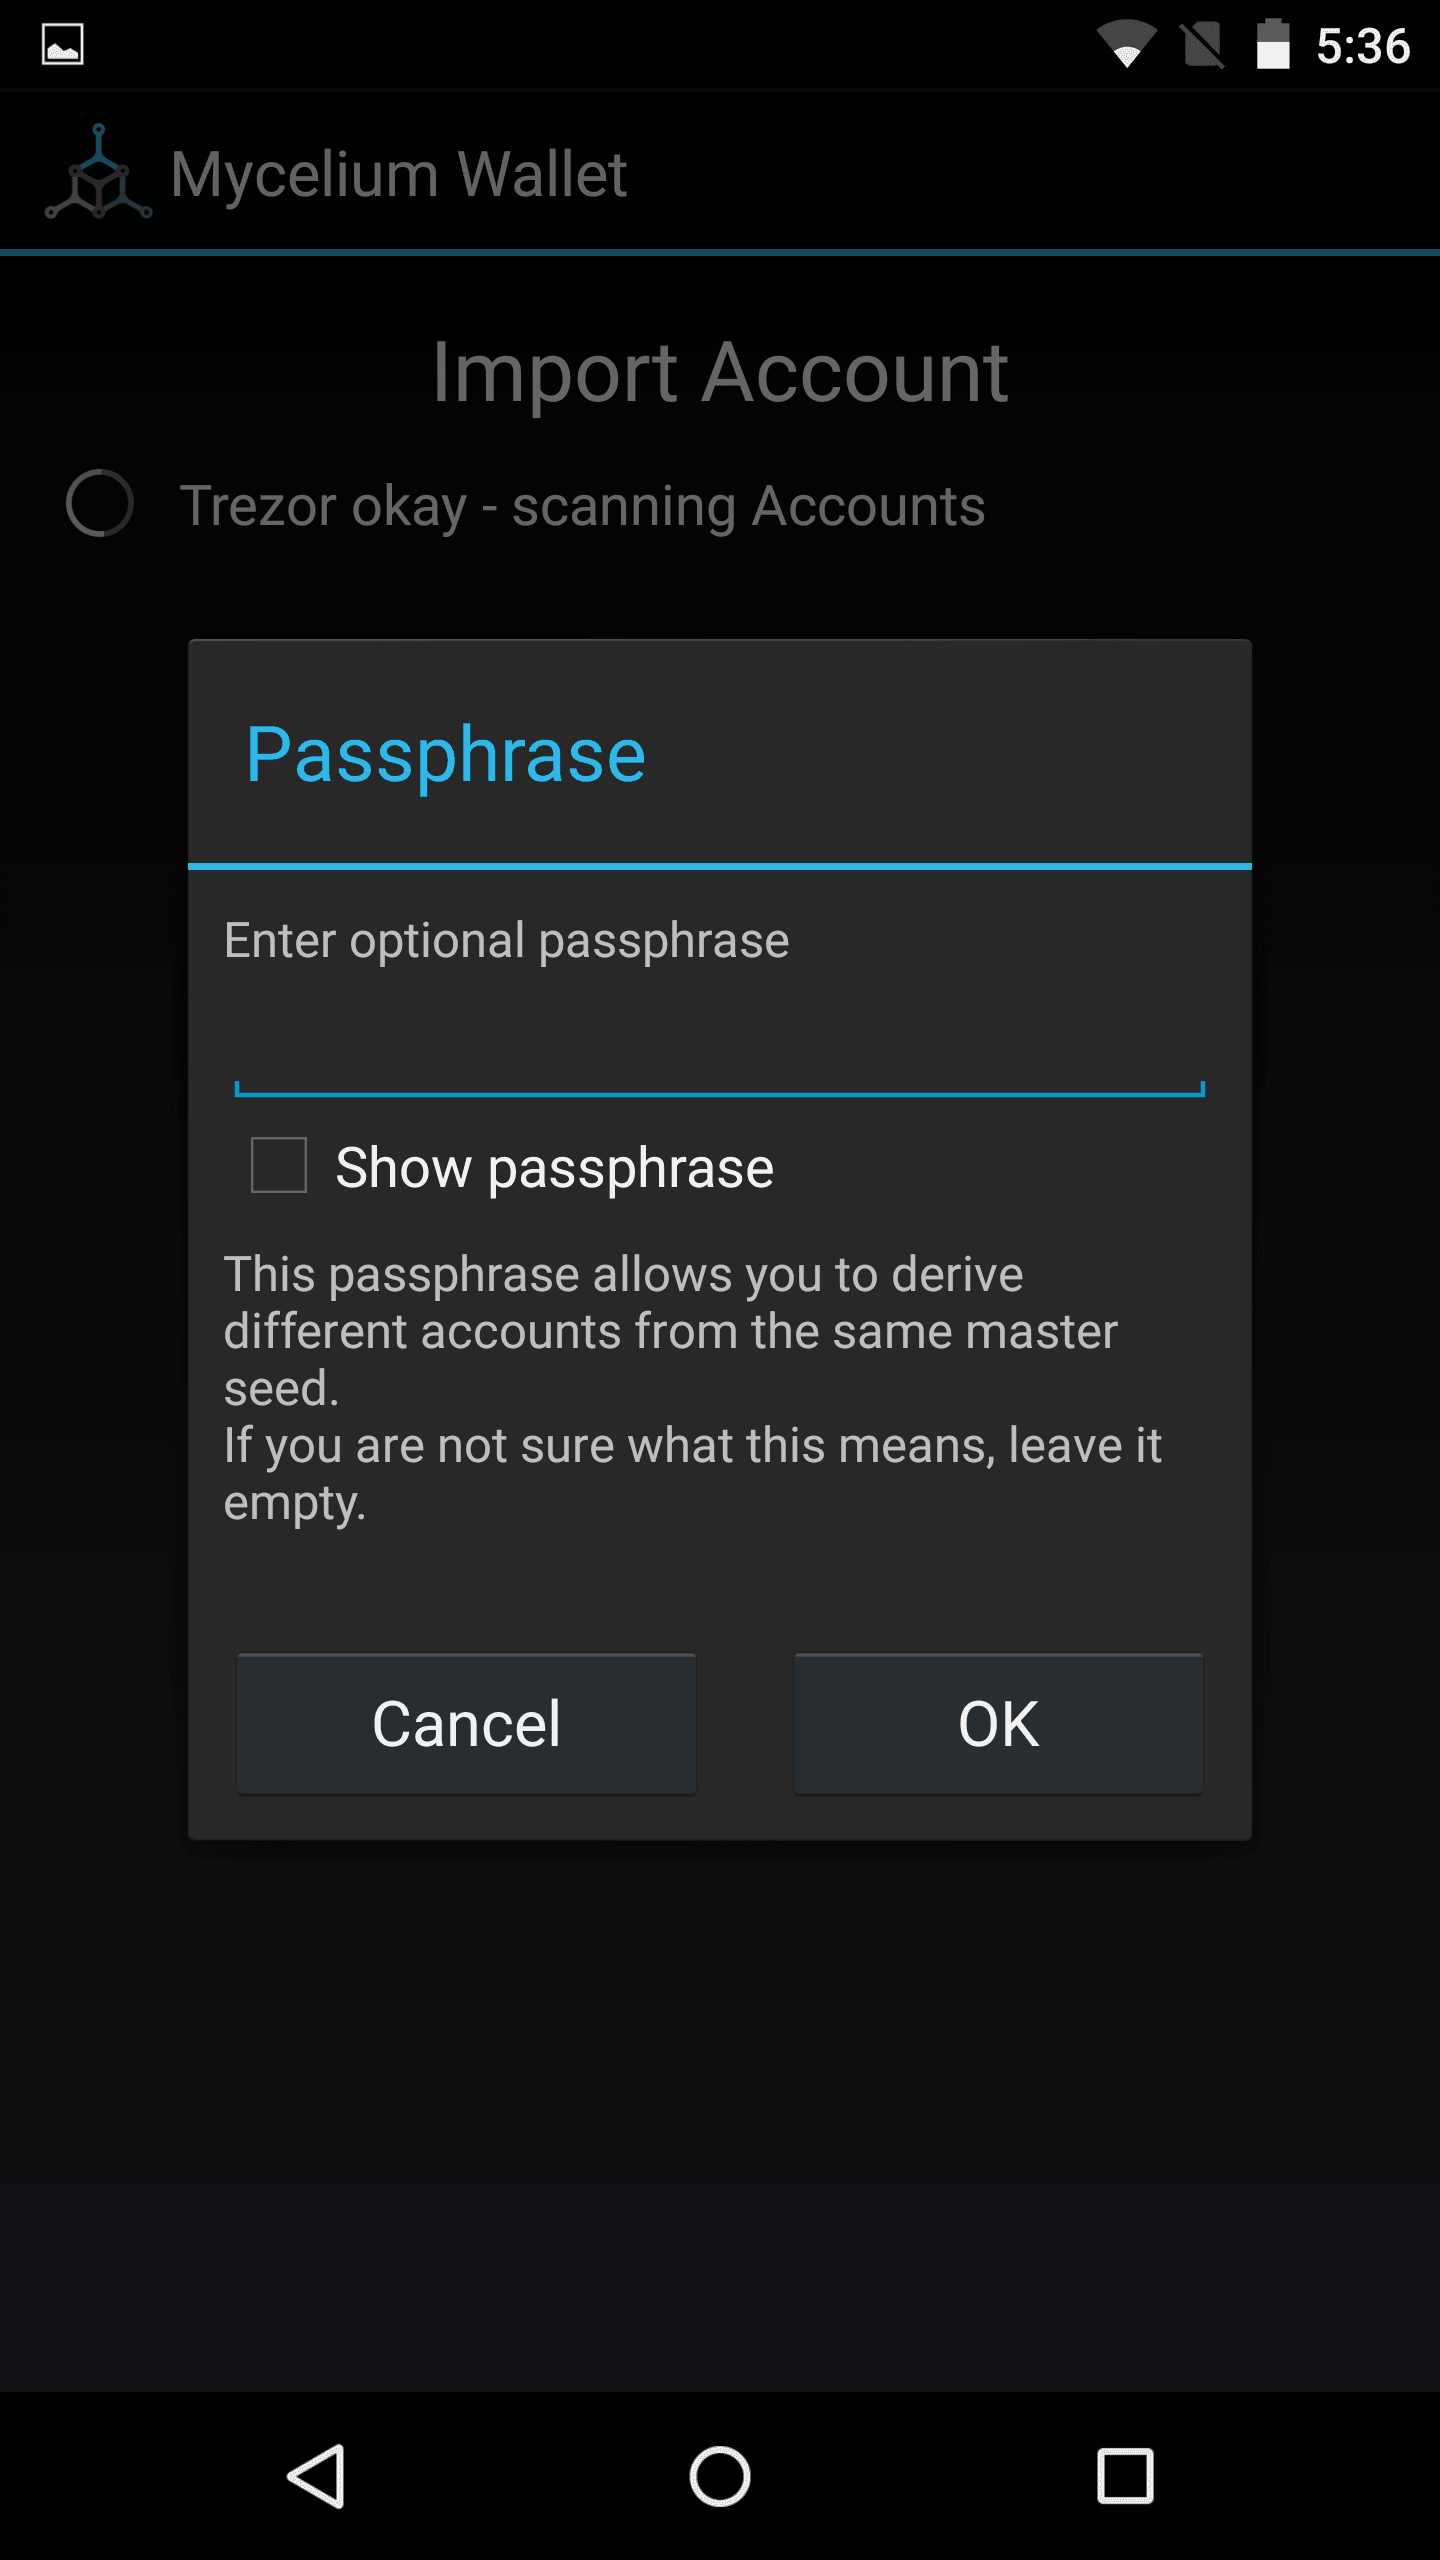 5:36
Mycelium Wallet
Import Account
Trezor okay - scanning Accounts
Passphrase
Enter optional passphrase
Show passphrase
This passphrase allows you to derive
different accounts from the same master
seed.
If you are not sure what this means, leave it
empty.
Cancel
OK